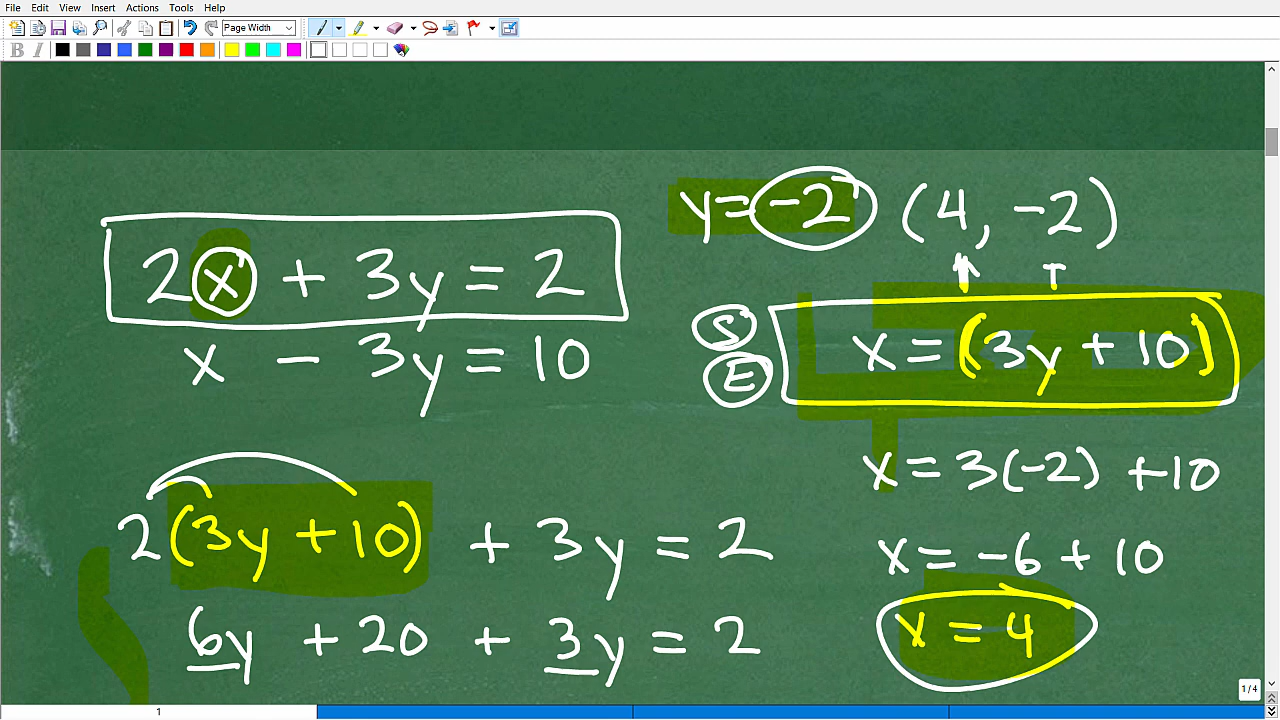 File Edit View Insert Actions Tools Help
Page Width
B I
y = -2 (4, -2)
2x + 3y = 2
x - 3y = 10
S
E
x = (3y + 10)
x = 3(-2) + 10
2(3y + 10) + 3y = 2
x = -6 + 10
6y + 20 + 3y = 2
x = 4
1/4
1